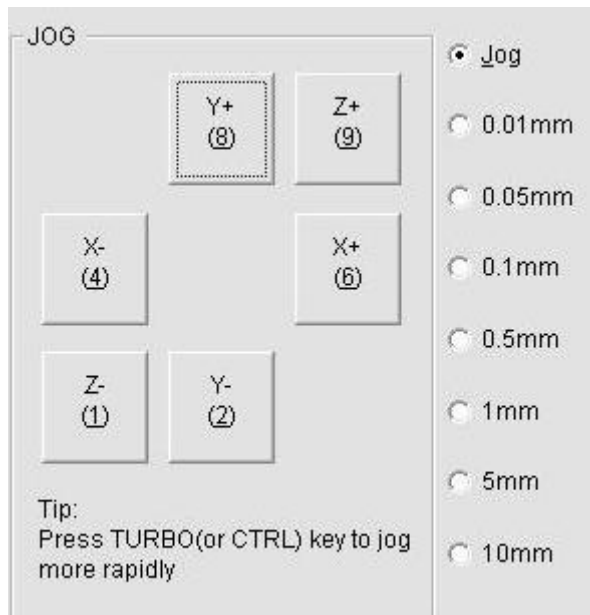 JOG
Y+
(8)
Z+
(9)
X-
(4)
X+
(6)
Z-
(1)
Y-
(2)
Tip:
Press TURBO(or CTRL) key to jog
more rapidly
Jog
0.01mm
0.05mm
0.1mm
0.5mm
1mm
5mm
10mm